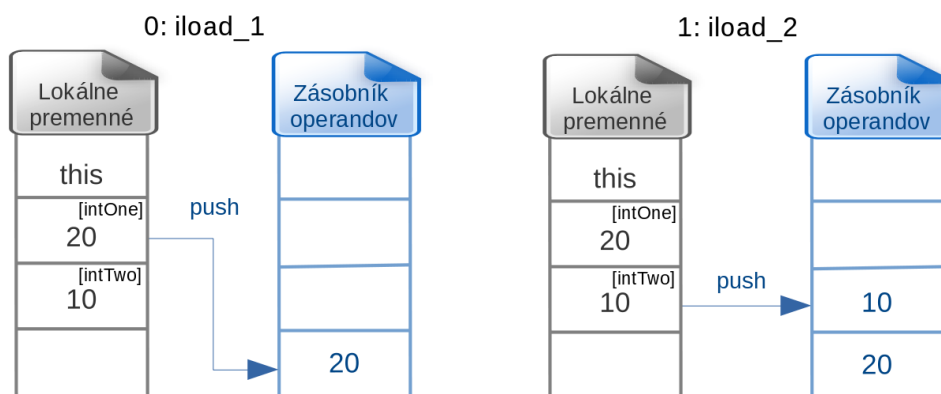 0: iload_1
Lokálne
premenné
Zásobník
operandov
this
[intOne]
20
push
[intTwo]
10
20
1: iload_2
Lokálne
premenné
Zásobník
operandov
this
[intOne]
20
[intTwo]
10
push
10
20